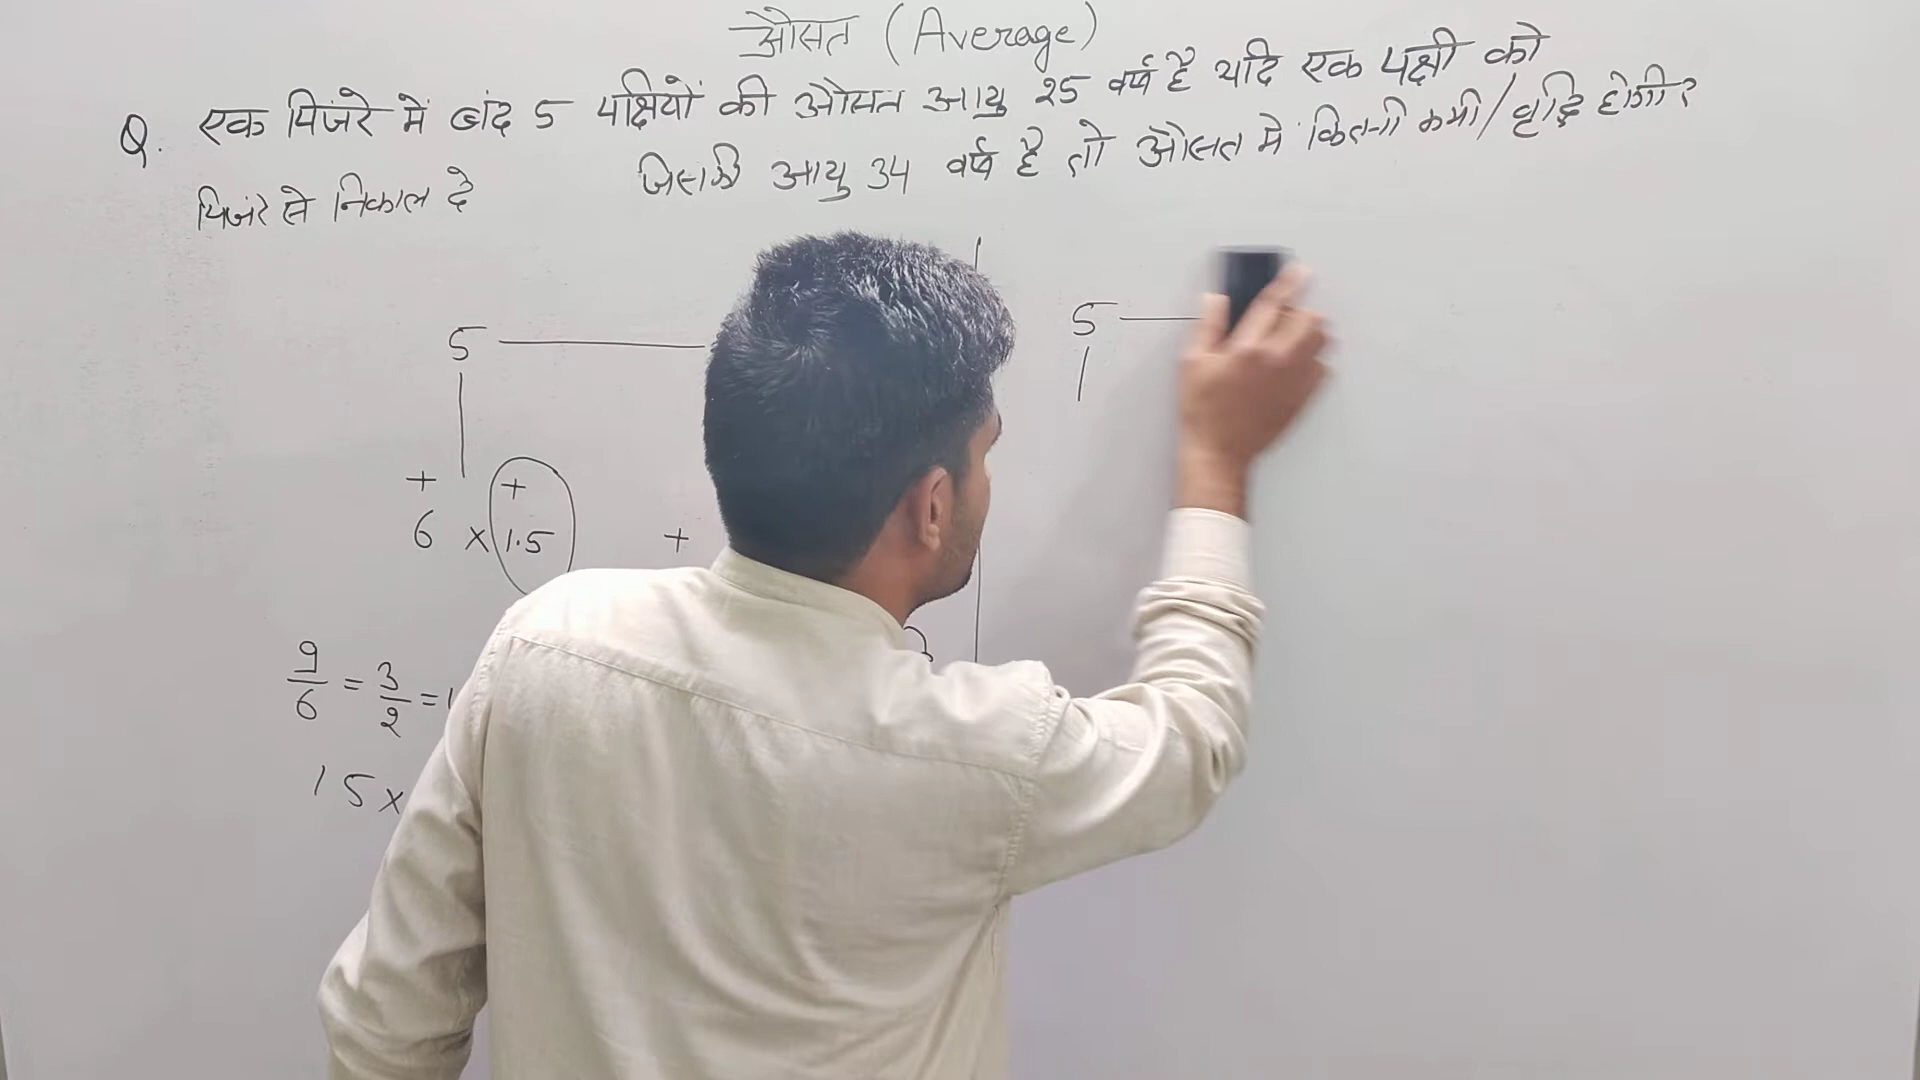 औसत (Average)
Q. एक पिंजरे में बंद 5 पक्षियों की औसत आयु 25 वर्ष है यदि एक पक्षी को
पिजंरे से निकाल दे जिसकी आयु 34 वर्ष है तो औसत में कितनी कमी/वृद्धि होगी?
5
5
+ +
6 × 1.5 +
9/6 = 3/2 =
15 ×